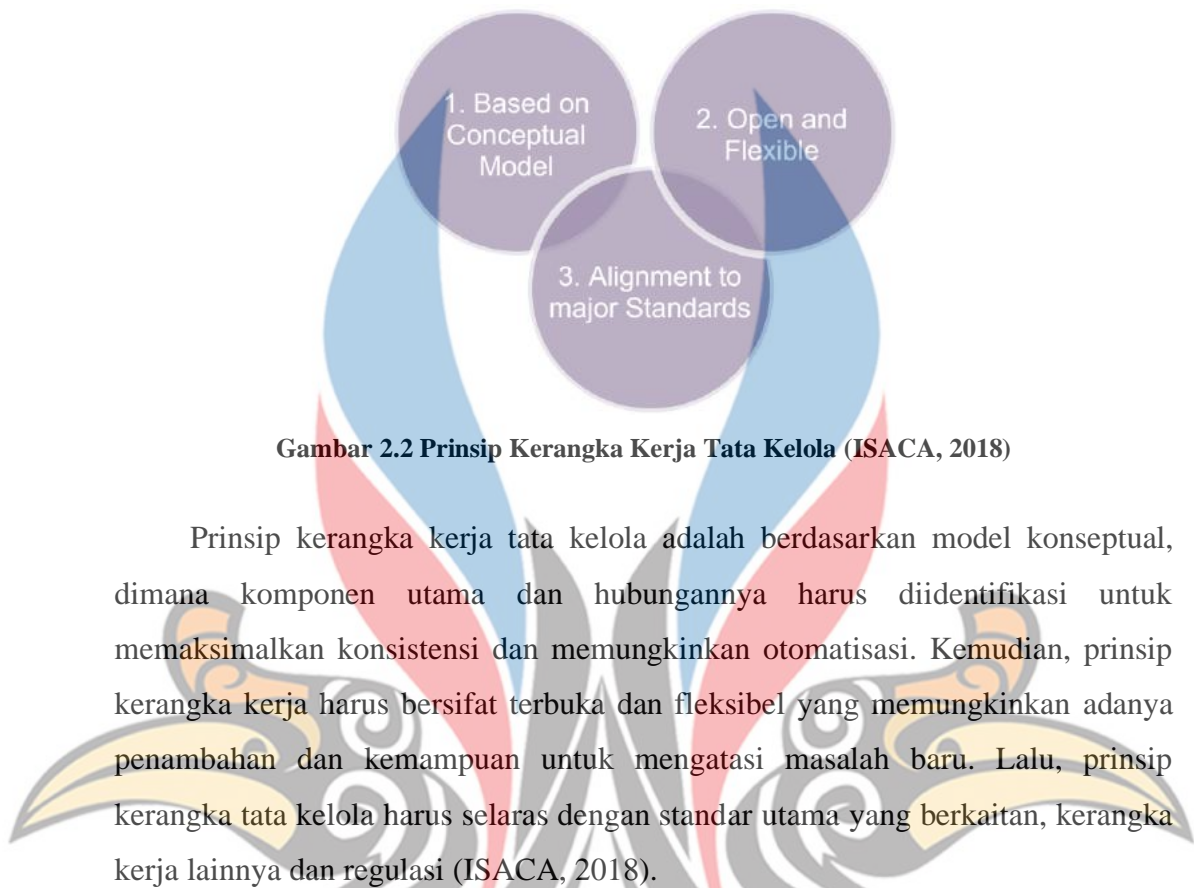 1. Based on
Conceptual
Model
2. Open and
Flexible
3. Alignment to
major Standards
Gambar 2.2 Prinsip Kerangka Kerja Tata Kelola (ISACA, 2018)
Prinsip kerangka kerja tata kelola adalah berdasarkan model konseptual,
dimana komponen utama dan hubungannya harus diidentifikasi untuk
memaksimalkan konsistensi dan memungkinkan otomatisasi. Kemudian, prinsip
kerangka kerja harus bersifat terbuka dan fleksibel yang memungkinkan adanya
penambahan dan kemampuan untuk mengatasi masalah baru. Lalu, prinsip
kerangka tata kelola harus selaras dengan standar utama yang berkaitan, kerangka
kerja lainnya dan regulasi (ISACA, 2018).